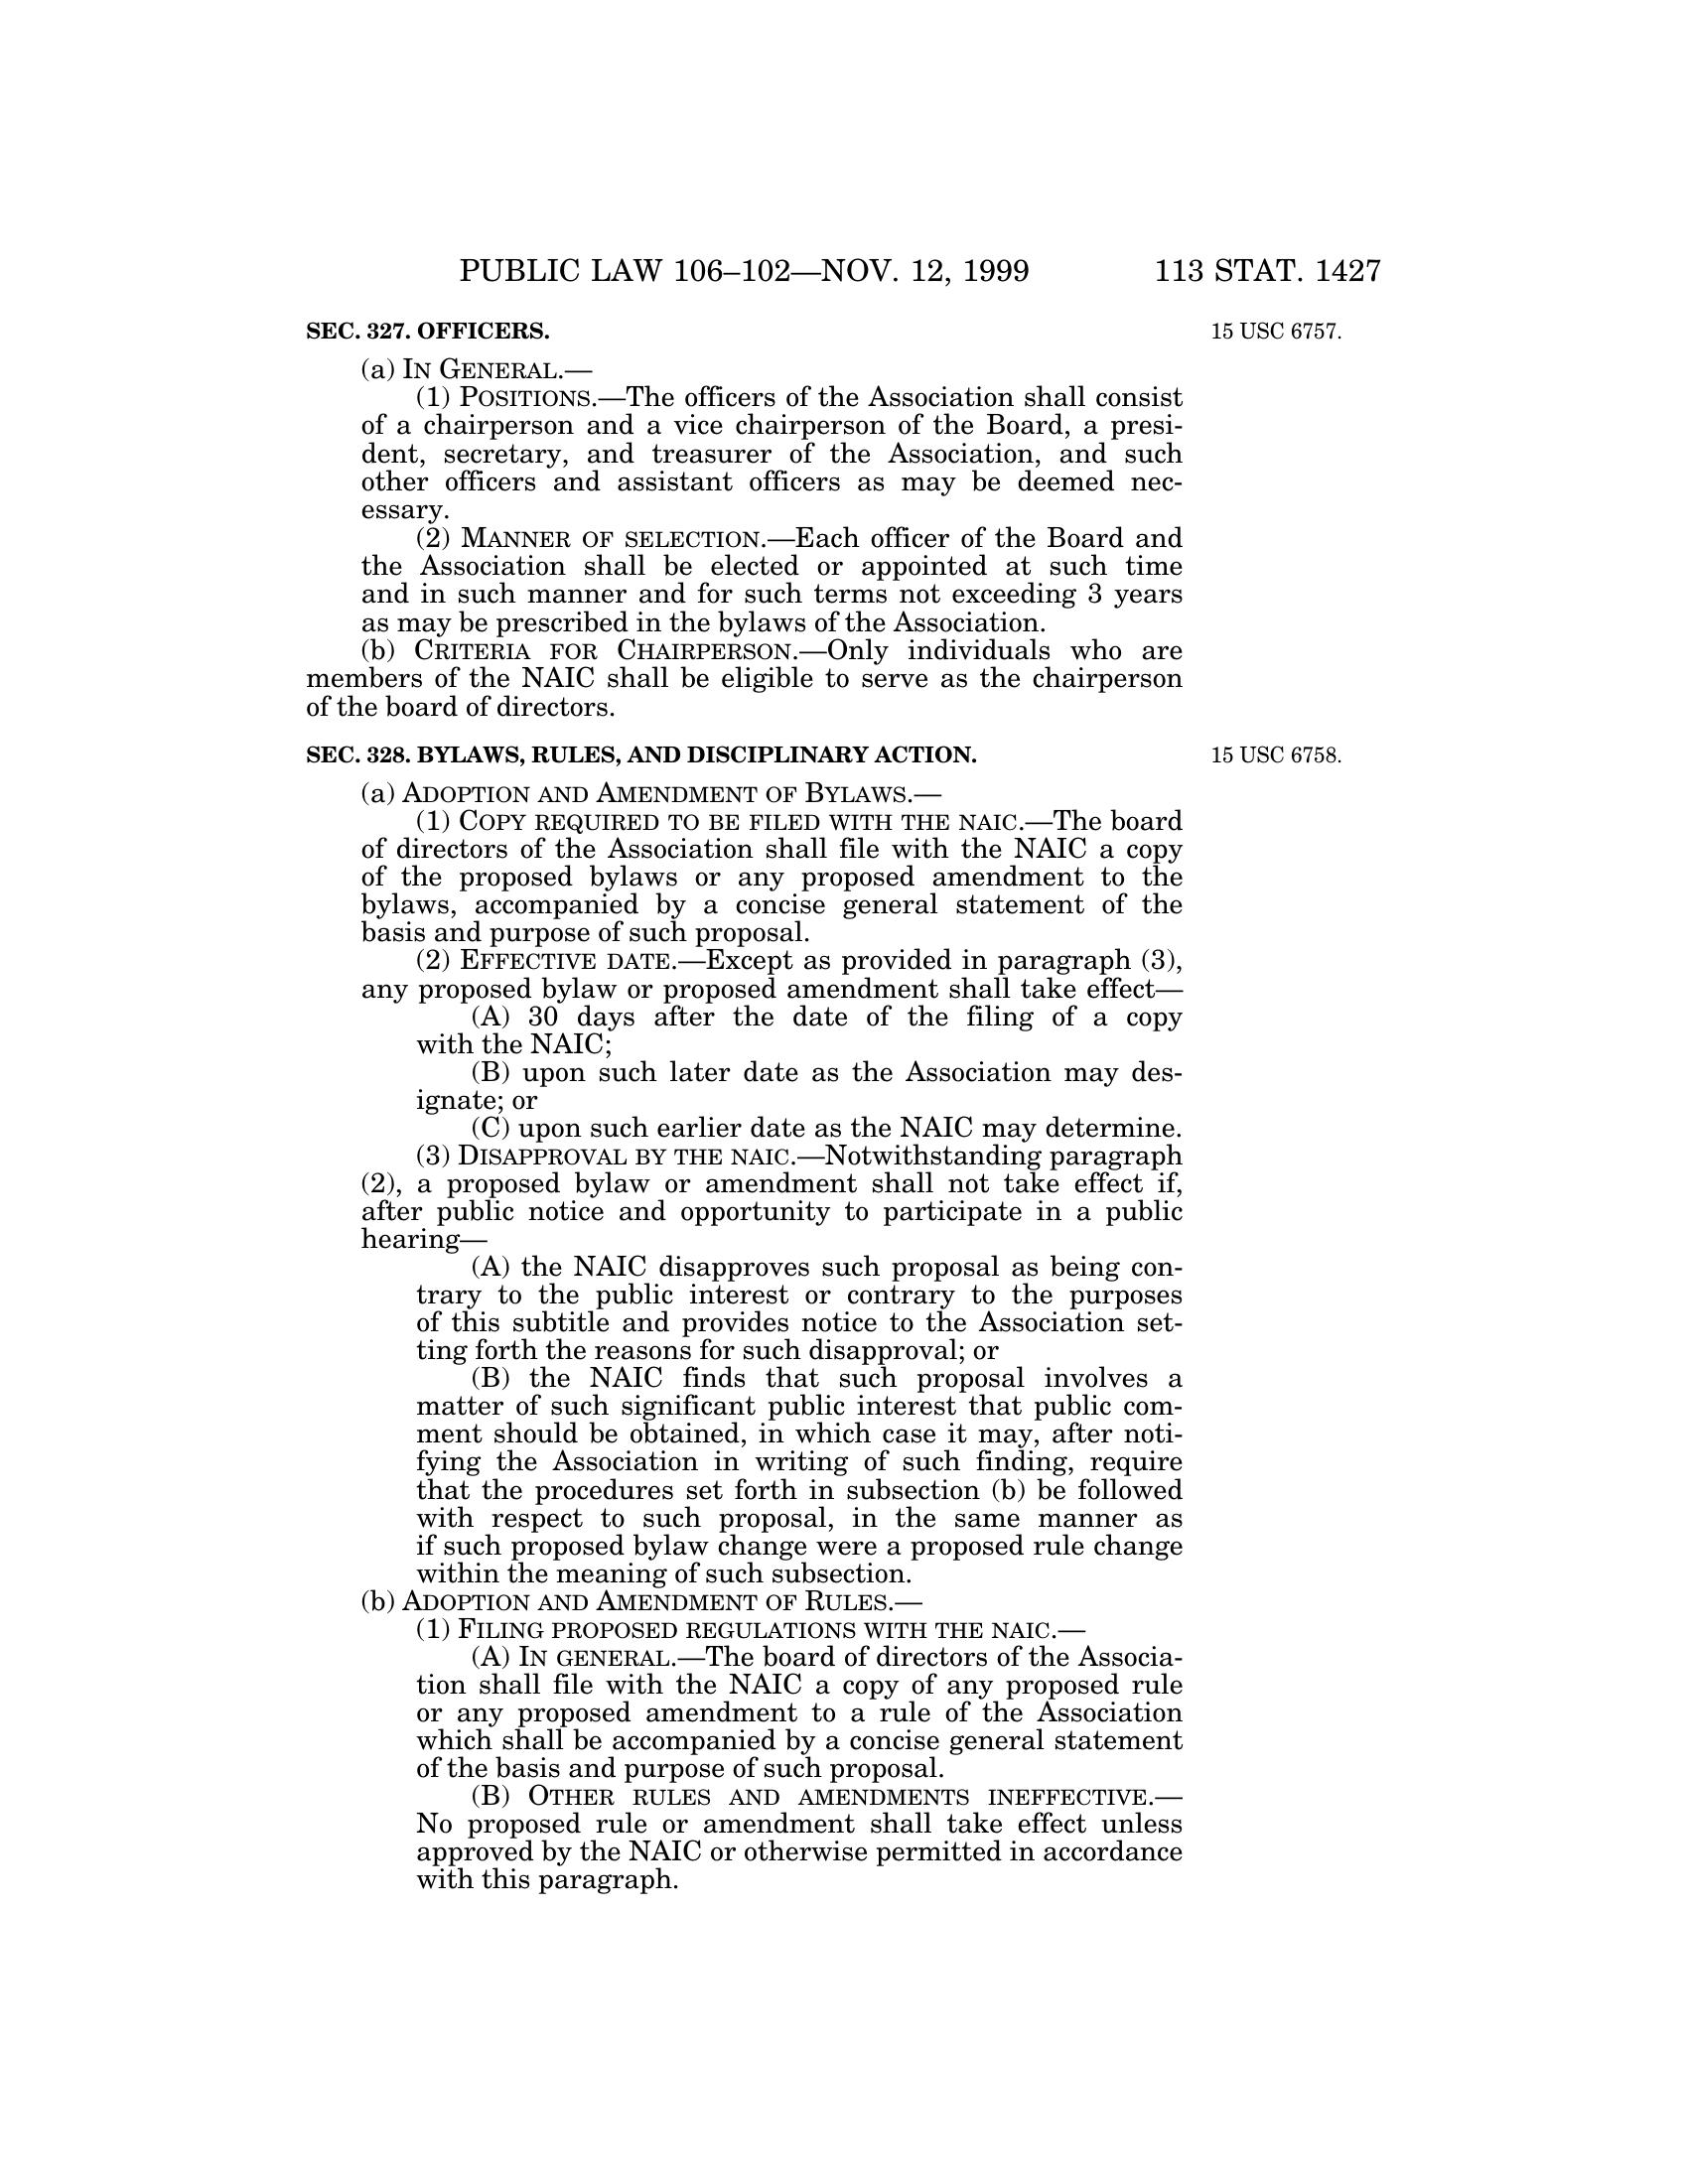 PUBLIC LAW 106–102—NOV. 12, 1999 113 STAT. 1427
SEC. 327. OFFICERS. 15 USC 6757.
(a) IN GENERAL.—
(1) POSITIONS.—The officers of the Association shall consist
of a chairperson and a vice chairperson of the Board, a presi-
dent, secretary, and treasurer of the Association, and such
other officers and assistant officers as may be deemed nec-
essary.
(2) MANNER OF SELECTION.—Each officer of the Board and
the Association shall be elected or appointed at such time
and in such manner and for such terms not exceeding 3 years
as may be prescribed in the bylaws of the Association.
(b) CRITERIA FOR CHAIRPERSON.—Only individuals who are
members of the NAIC shall be eligible to serve as the chairperson
of the board of directors.
SEC. 328. BYLAWS, RULES, AND DISCIPLINARY ACTION. 15 USC 6758.
(a) ADOPTION AND AMENDMENT OF BYLAWS.—
(1) COPY REQUIRED TO BE FILED WITH THE NAIC.—The board
of directors of the Association shall file with the NAIC a copy
of the proposed bylaws or any proposed amendment to the
bylaws, accompanied by a concise general statement of the
basis and purpose of such proposal.
(2) EFFECTIVE DATE.—Except as provided in paragraph (3),
any proposed bylaw or proposed amendment shall take effect—
(A) 30 days after the date of the filing of a copy
with the NAIC;
(B) upon such later date as the Association may des-
ignate; or
(C) upon such earlier date as the NAIC may determine.
(3) DISAPPROVAL BY THE NAIC.—Notwithstanding paragraph
(2), a proposed bylaw or amendment shall not take effect if,
after public notice and opportunity to participate in a public
hearing—
(A) the NAIC disapproves such proposal as being con-
trary to the public interest or contrary to the purposes
of this subtitle and provides notice to the Association set-
ting forth the reasons for such disapproval; or
(B) the NAIC finds that such proposal involves a
matter of such significant public interest that public com-
ment should be obtained, in which case it may, after noti-
fying the Association in writing of such finding, require
that the procedures set forth in subsection (b) be followed
with respect to such proposal, in the same manner as
if such proposed bylaw change were a proposed rule change
within the meaning of such subsection.
(b) ADOPTION AND AMENDMENT OF RULES.—
(1) FILING PROPOSED REGULATIONS WITH THE NAIC.—
(A) IN GENERAL.—The board of directors of the Associa-
tion shall file with the NAIC a copy of any proposed rule
or any proposed amendment to a rule of the Association
which shall be accompanied by a concise general statement
of the basis and purpose of such proposal.
(B) OTHER RULES AND AMENDMENTS INEFFECTIVE.—
No proposed rule or amendment shall take effect unless
approved by the NAIC or otherwise permitted in accordance
with this paragraph.